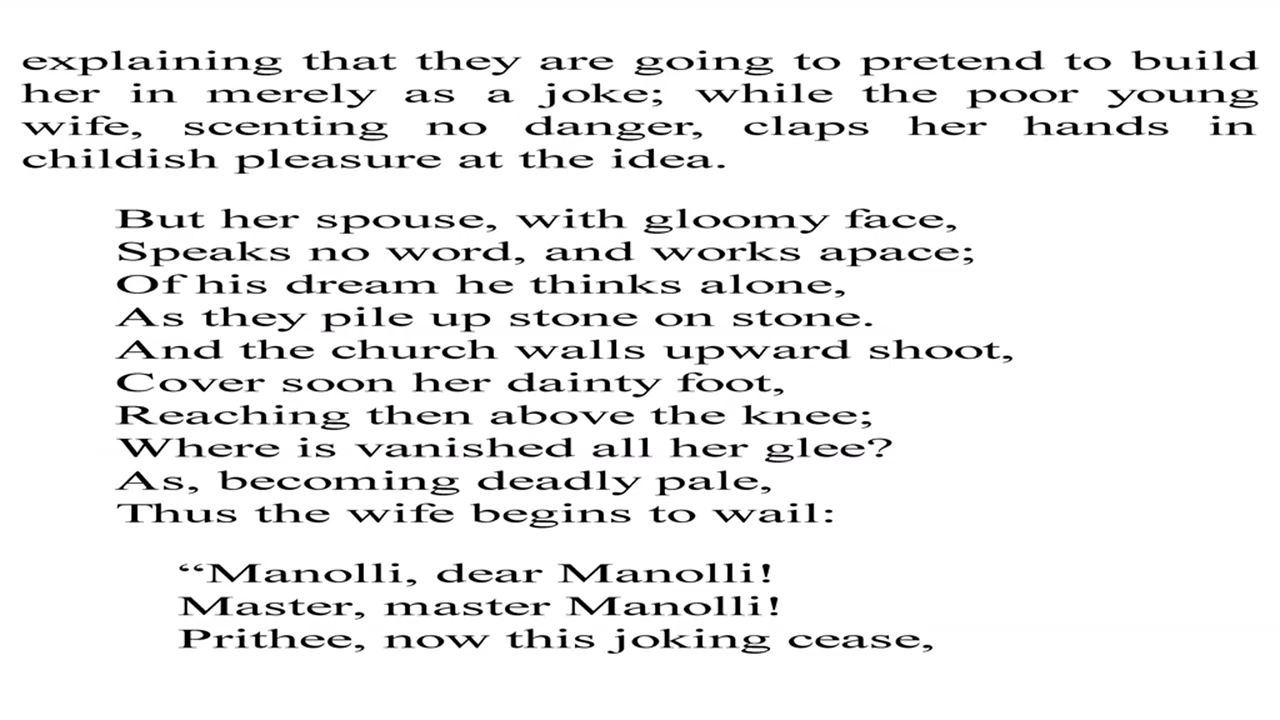 explaining that they are going to pretend to build
her in merely as a joke; while the poor young
wife, scenting no danger, claps her hands in
childish pleasure at the idea.
But her spouse, with gloomy face,
Speaks no word, and works apace;
Of his dream he thinks alone,
As they pile up stone on stone.
And the church walls upward shoot,
Cover soon her dainty foot,
Reaching then above the knee;
Where is vanished all her glee?
As, becoming deadly pale,
Thus the wife begins to wail:
“Manolli, dear Manolli!
Master, master Manolli!
Prithee, now this joking cease,